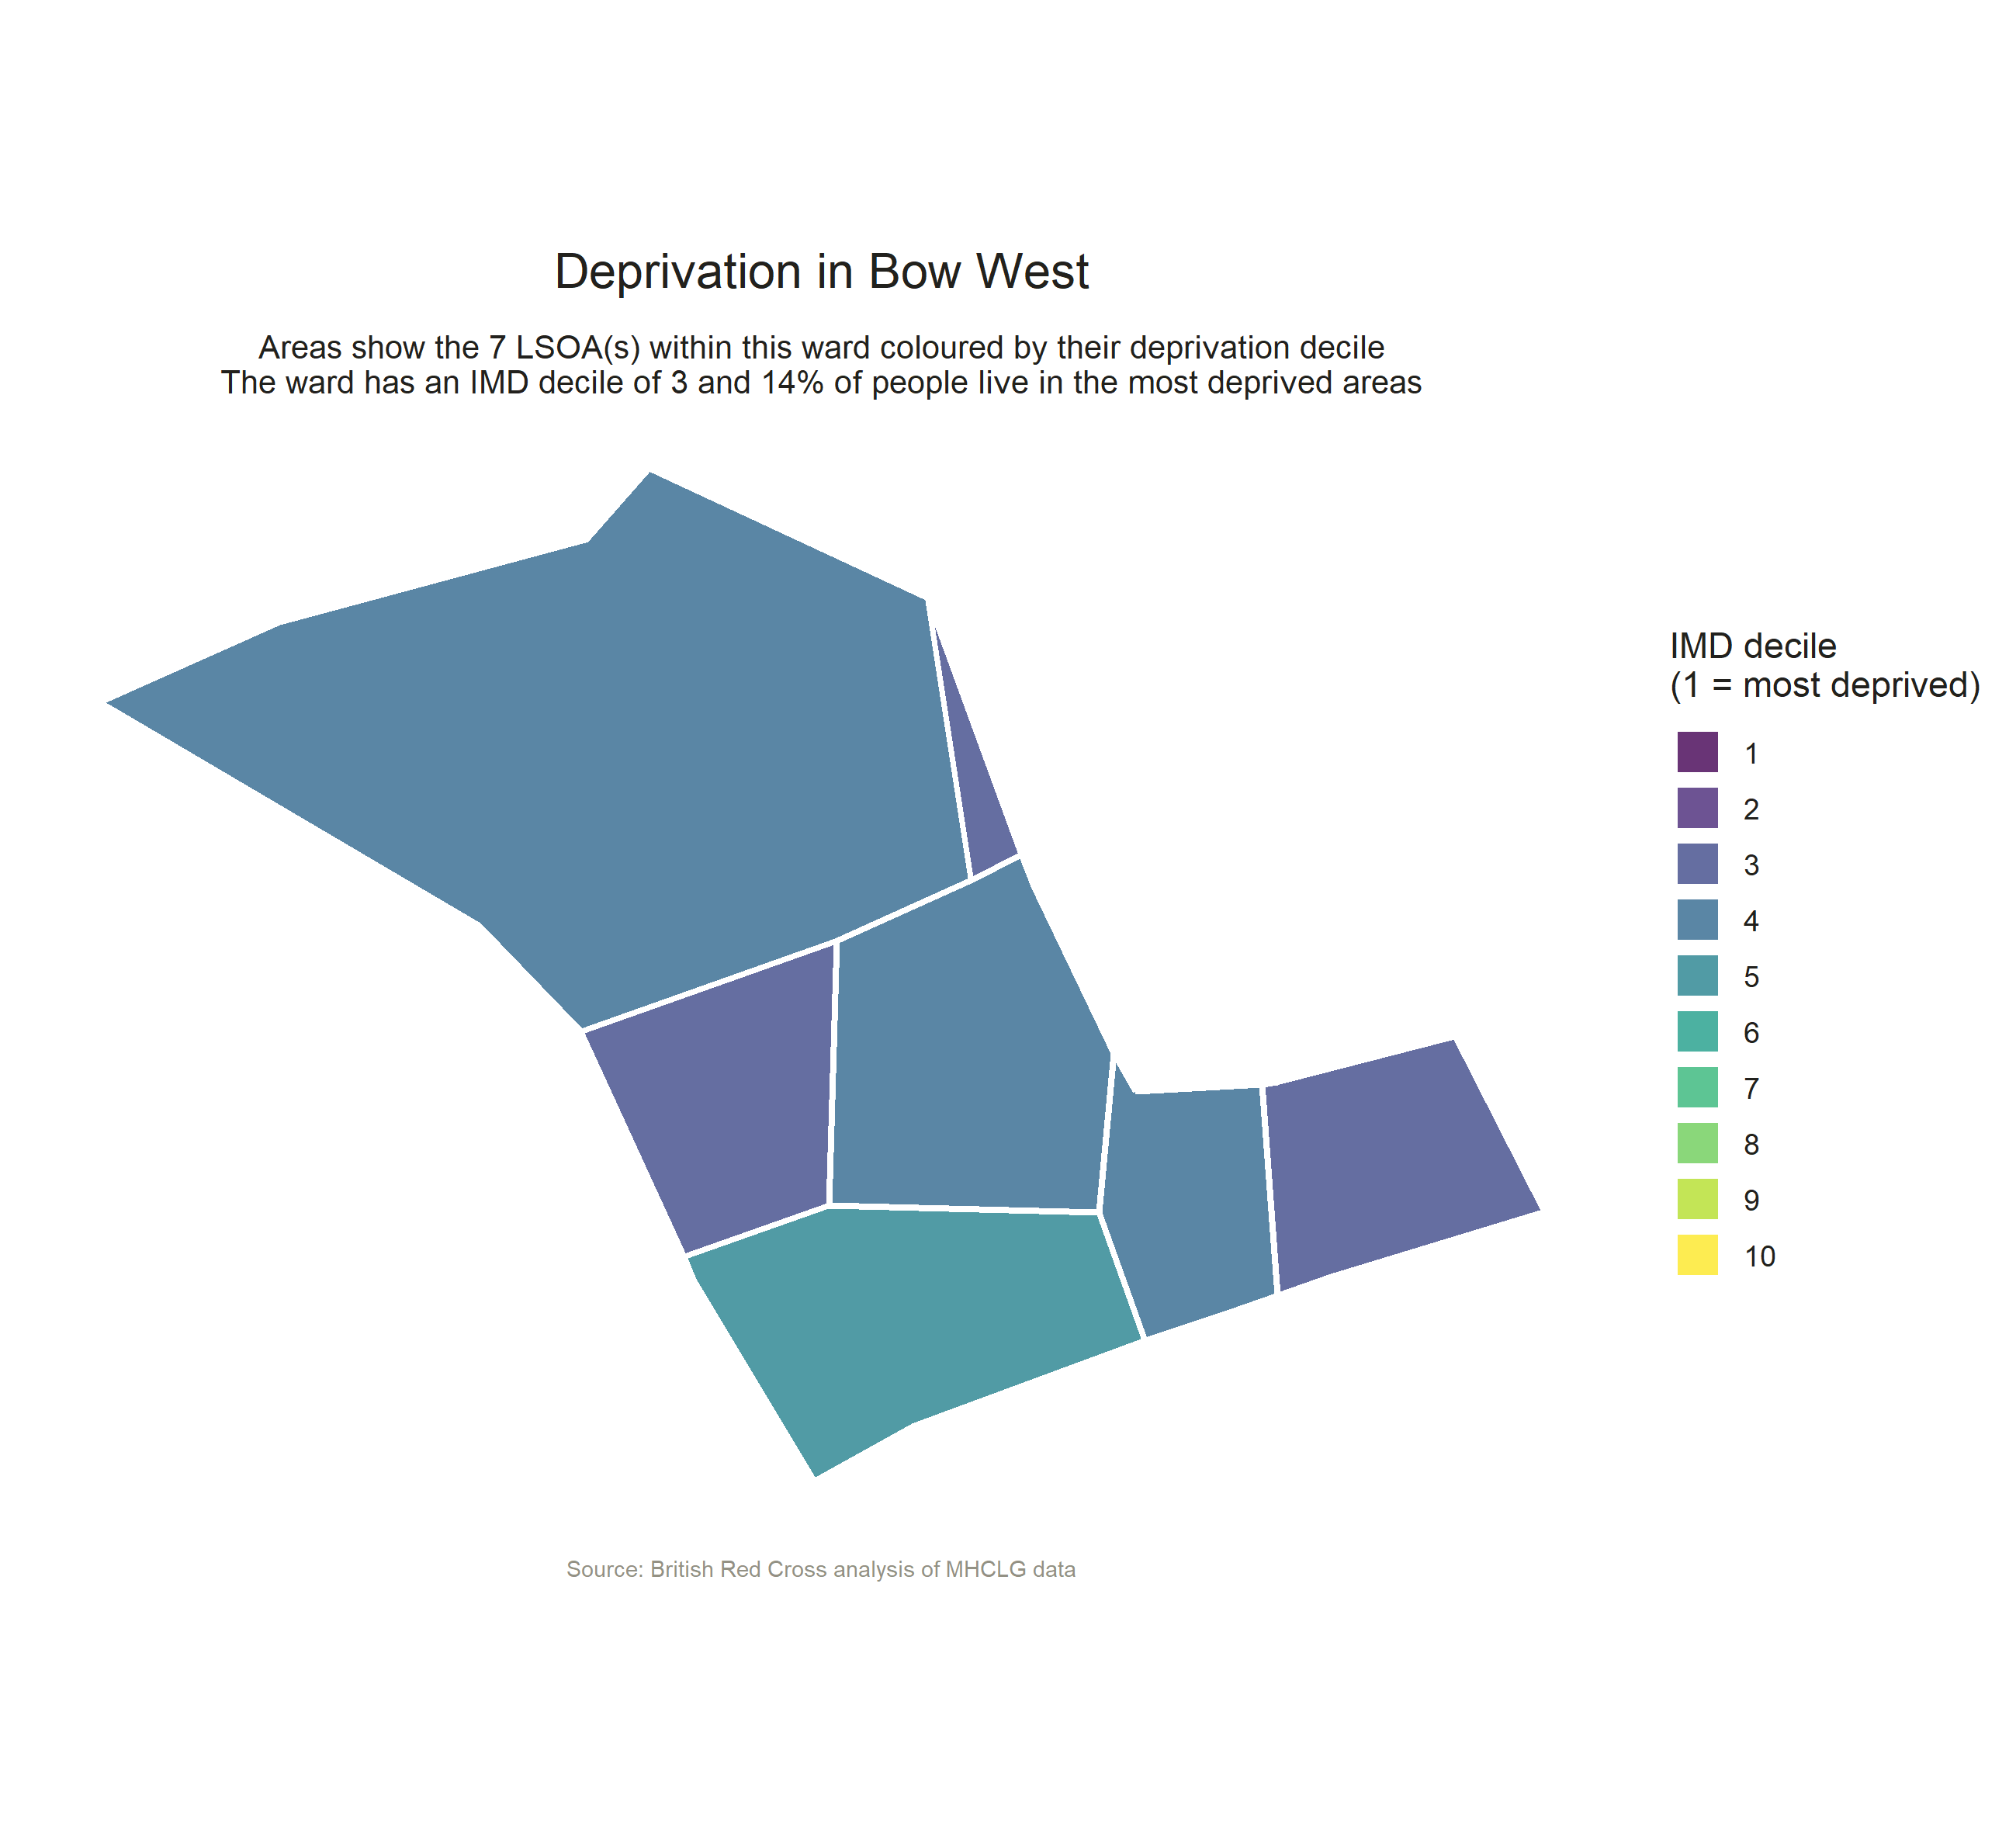 Deprivation in Bow West
Areas show the 7 LSOA(s) within this ward coloured by their deprivation decile
The ward has an IMD decile of 3 and 14% of people live in the most deprived areas
IMD decile
(1 = most deprived)
1
2
3
4
5
6
7
8
9
10
Source: British Red Cross analysis of MHCLG data